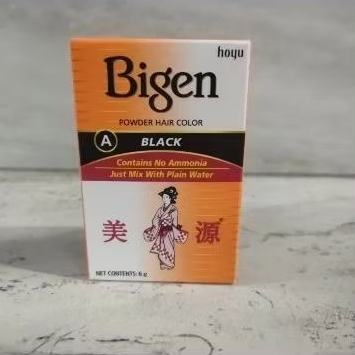 hoyu
Bigen
POWDER HAIR COLOR
A BLACK
Contains No Ammonia
Just Mix With Plain Water
美 源
NET CONTENTS: 6 g